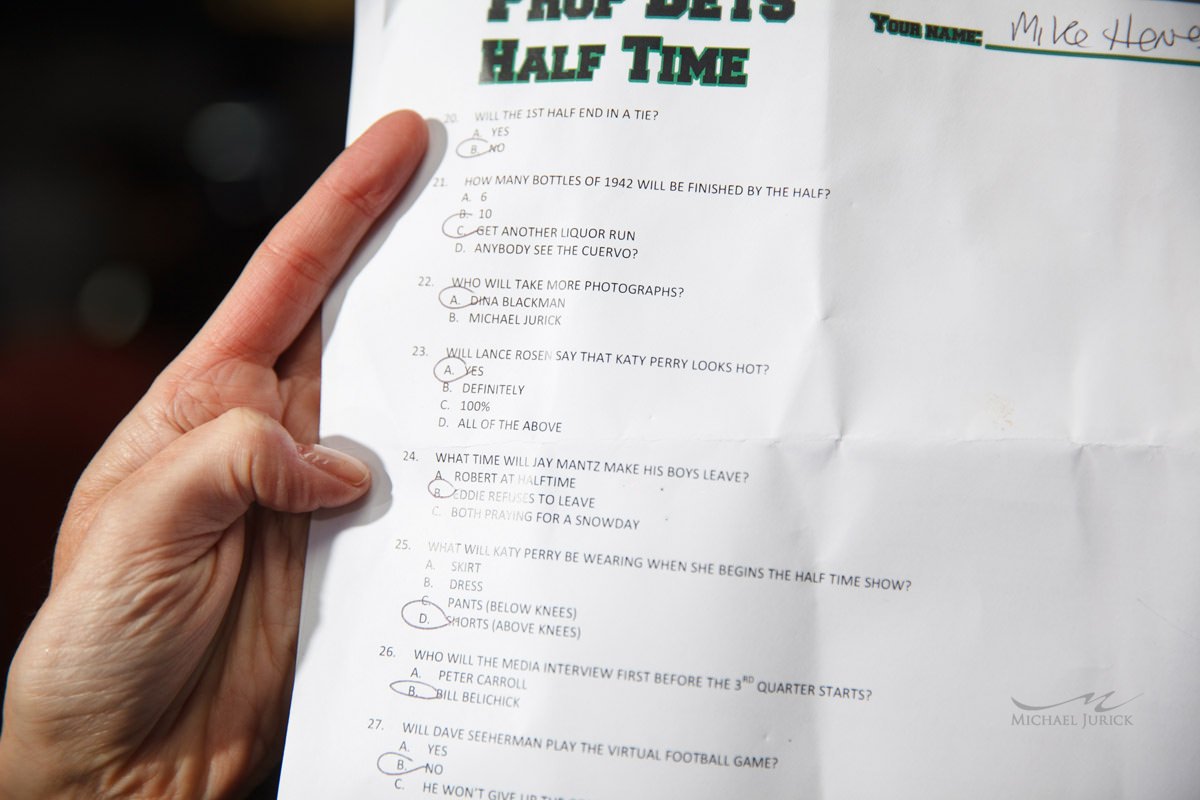 PROP BETS
HALF TIME
YOUR NAME: Mike
20. WILL THE 1ST HALF END IN A TIE?
A. YES
B. NO
21. HOW MANY BOTTLES OF 1942 WILL BE FINISHED BY THE HALF?
A. 6
B. 10
C. GET ANOTHER LIQUOR RUN
D. ANYBODY SEE THE CUERVO?
22. WHO WILL TAKE MORE PHOTOGRAPHS?
A. DINA BLACKMAN
B. MICHAEL JURICK
23. WILL LANCE ROSEN SAY THAT KATY PERRY LOOKS HOT?
A. YES
B. DEFINITELY
C. 100%
D. ALL OF THE ABOVE
24. WHAT TIME WILL JAY MANTZ MAKE HIS BOYS LEAVE?
A. ROBERT AT HALFTIME
B. EDDIE REFUSES TO LEAVE
C. BOTH PRAYING FOR A SNOWDAY
25. WHAT WILL KATY PERRY BE WEARING WHEN SHE BEGINS THE HALF TIME SHOW?
A. SKIRT
B. DRESS
C. PANTS (BELOW KNEES)
D. SHORTS (ABOVE KNEES)
26. WHO WILL THE MEDIA INTERVIEW FIRST BEFORE THE 3RD QUARTER STARTS?
A. PETER CARROLL
B. BILL BELICHICK
27. WILL DAVE SEEHERMAN PLAY THE VIRTUAL FOOTBALL GAME?
A. YES
B. NO
C. HE WON'T GIVE UP
MICHAEL JURICK